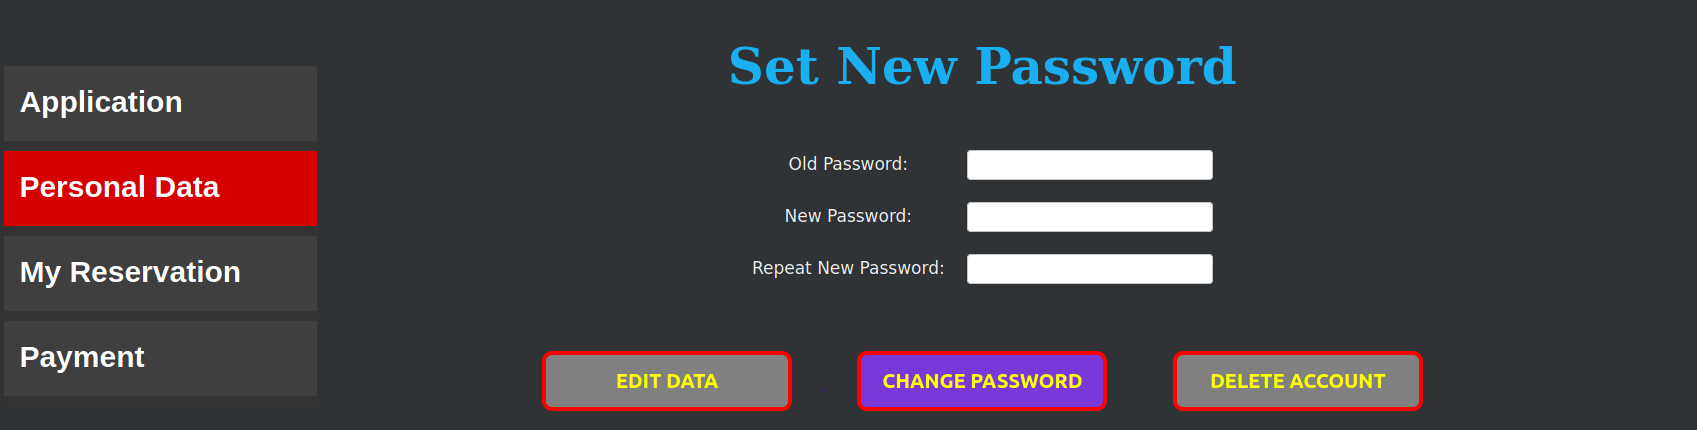 Set New Password
Application
Personal Data
My Reservation
Payment
Old Password:
New Password:
Repeat New Password:
EDIT DATA
CHANGE PASSWORD
DELETE ACCOUNT